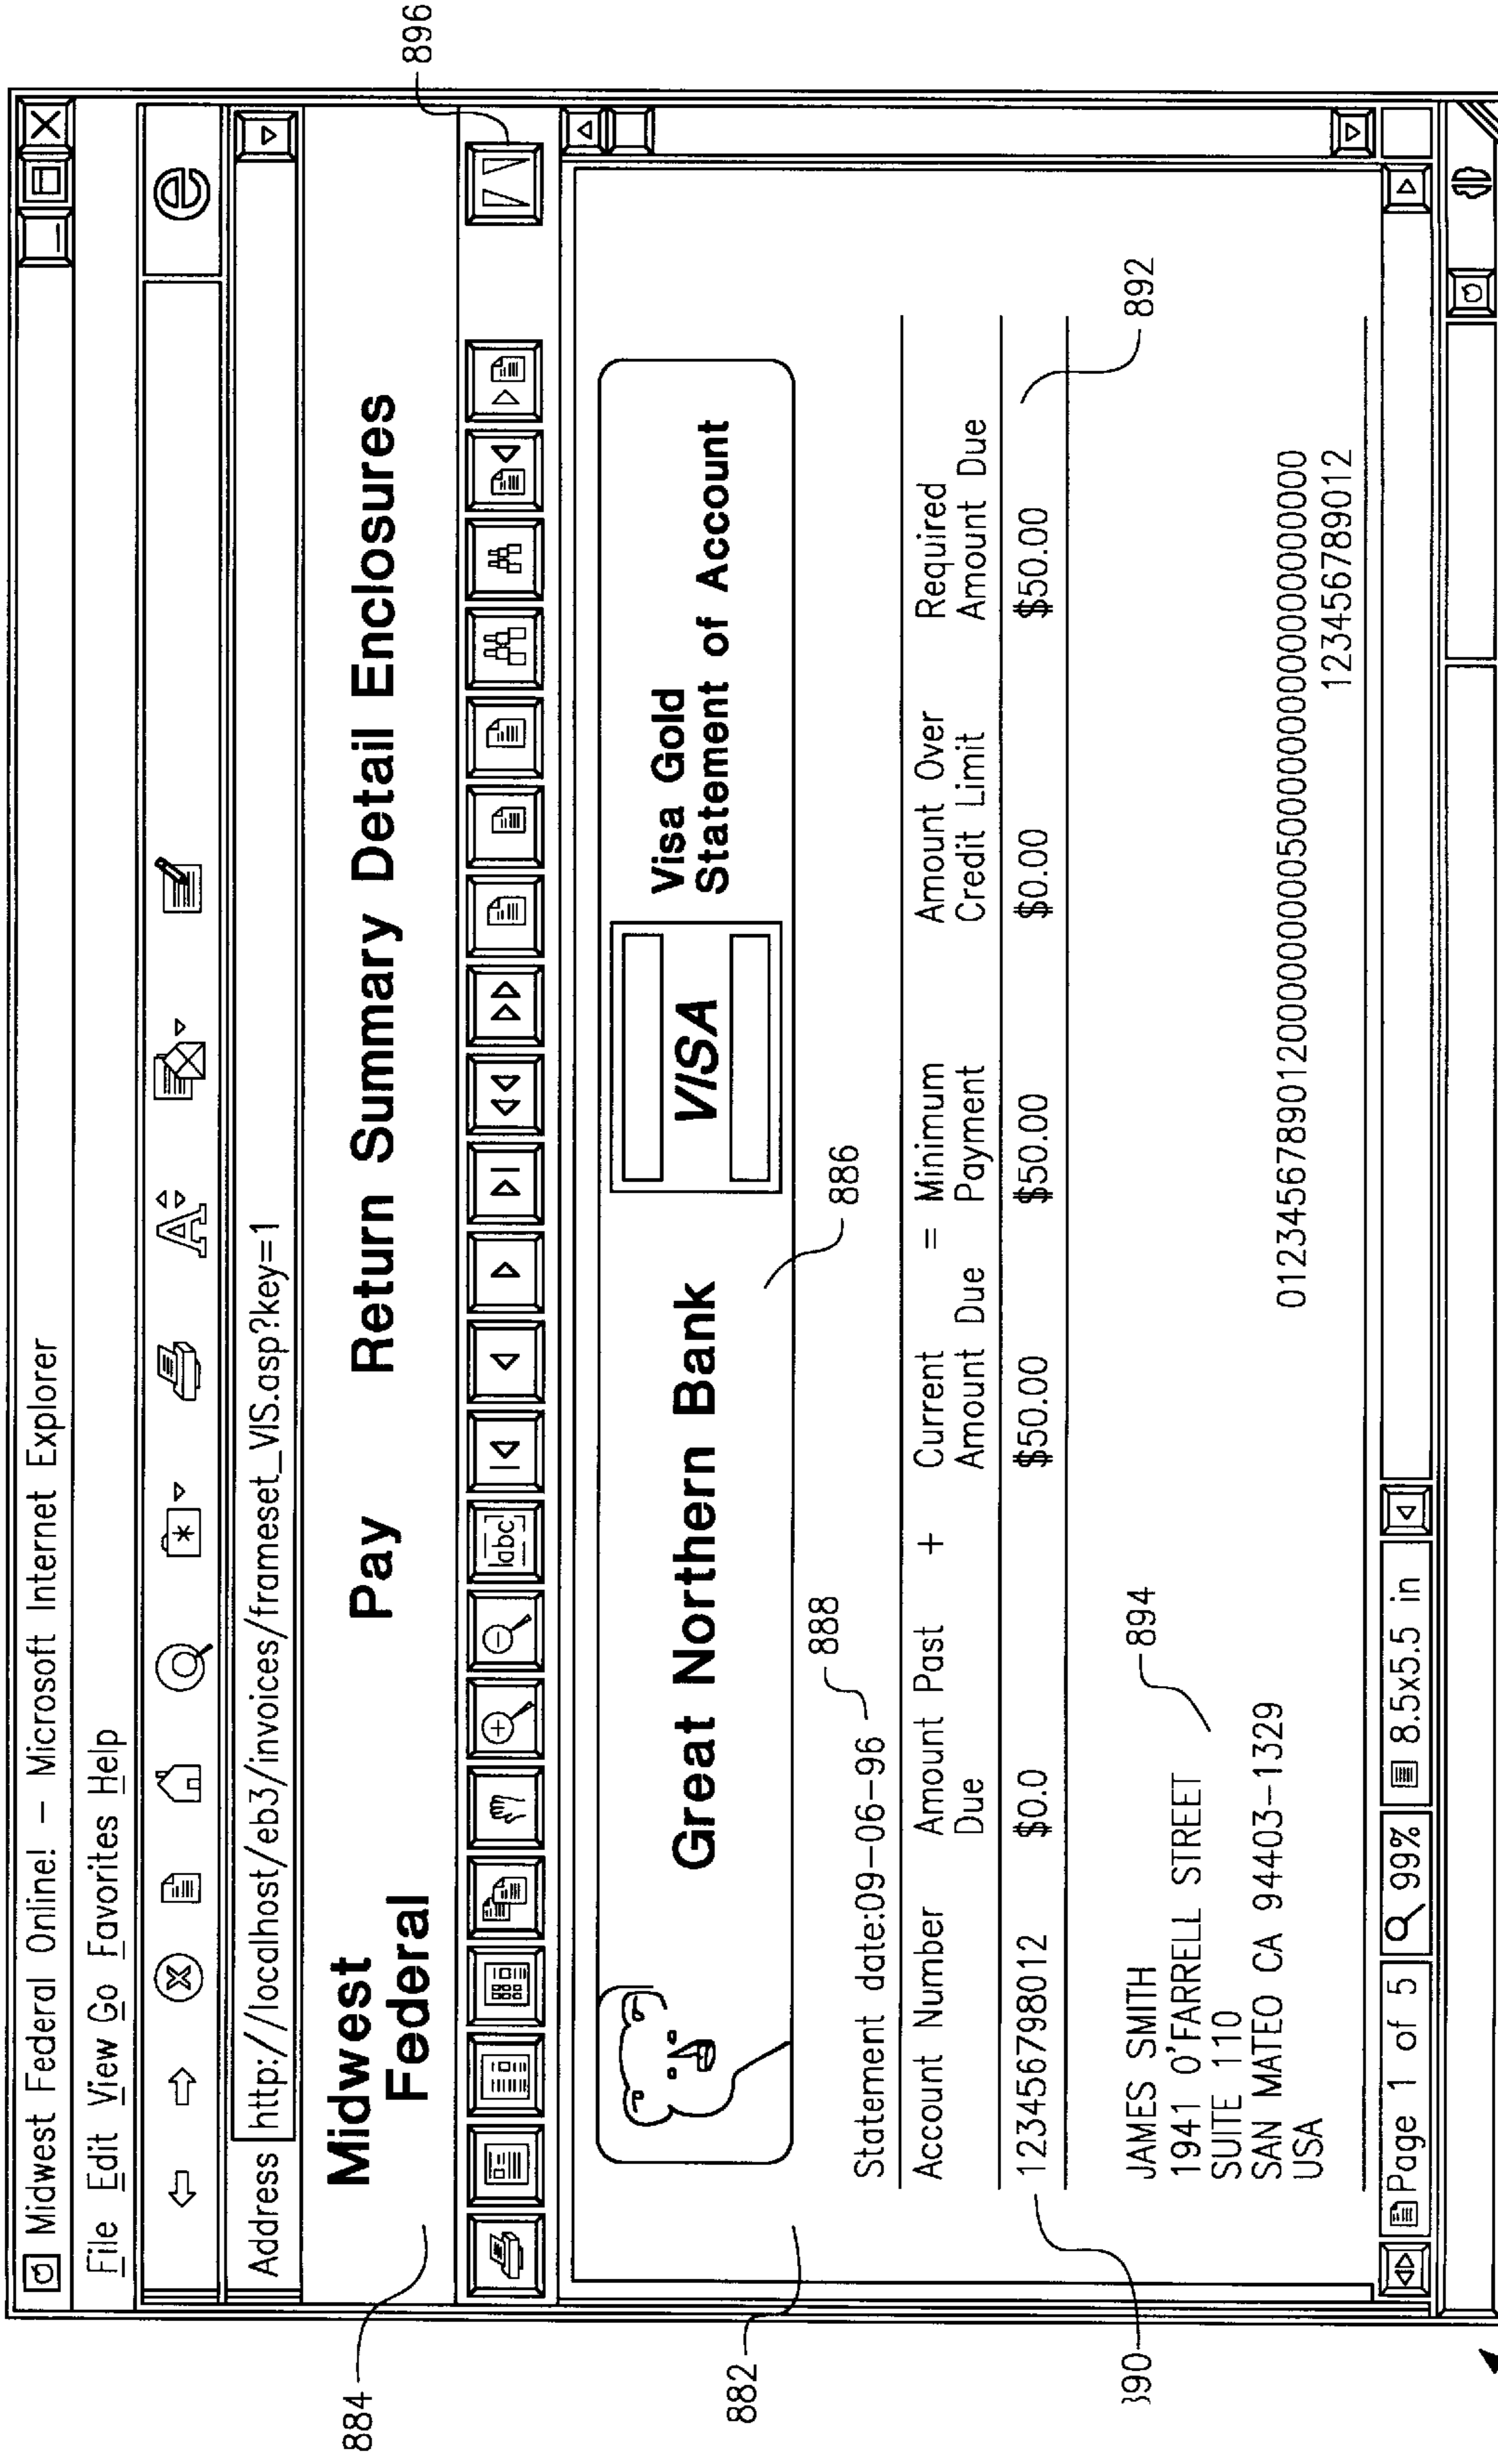 Midwest Federal Online! – Microsoft Internet Explorer
File Edit View Go Favorites Help
Address http://localhost/eb3/invoices/frameset_VIS.asp?key=1
884
Midwest
Federal
Pay Return Summary Detail Enclosures
896
abc
882
Great Northern Bank
VISA
Visa Gold
Statement of Account
886
Statement date:09-06-96
888
Account Number Amount Past + Current = Minimum Amount Over Required
Due Amount Due Payment Credit Limit Amount Due
123456798012 $0.0 $50.00 $50.00 $0.00 $50.00
890
892
JAMES SMITH
1941 O'FARRELL STREET
SUITE 110
SAN MATEO CA 94403-1329
USA
894
123456789012
Page 1 of 5 99% 8.5x5.5 in